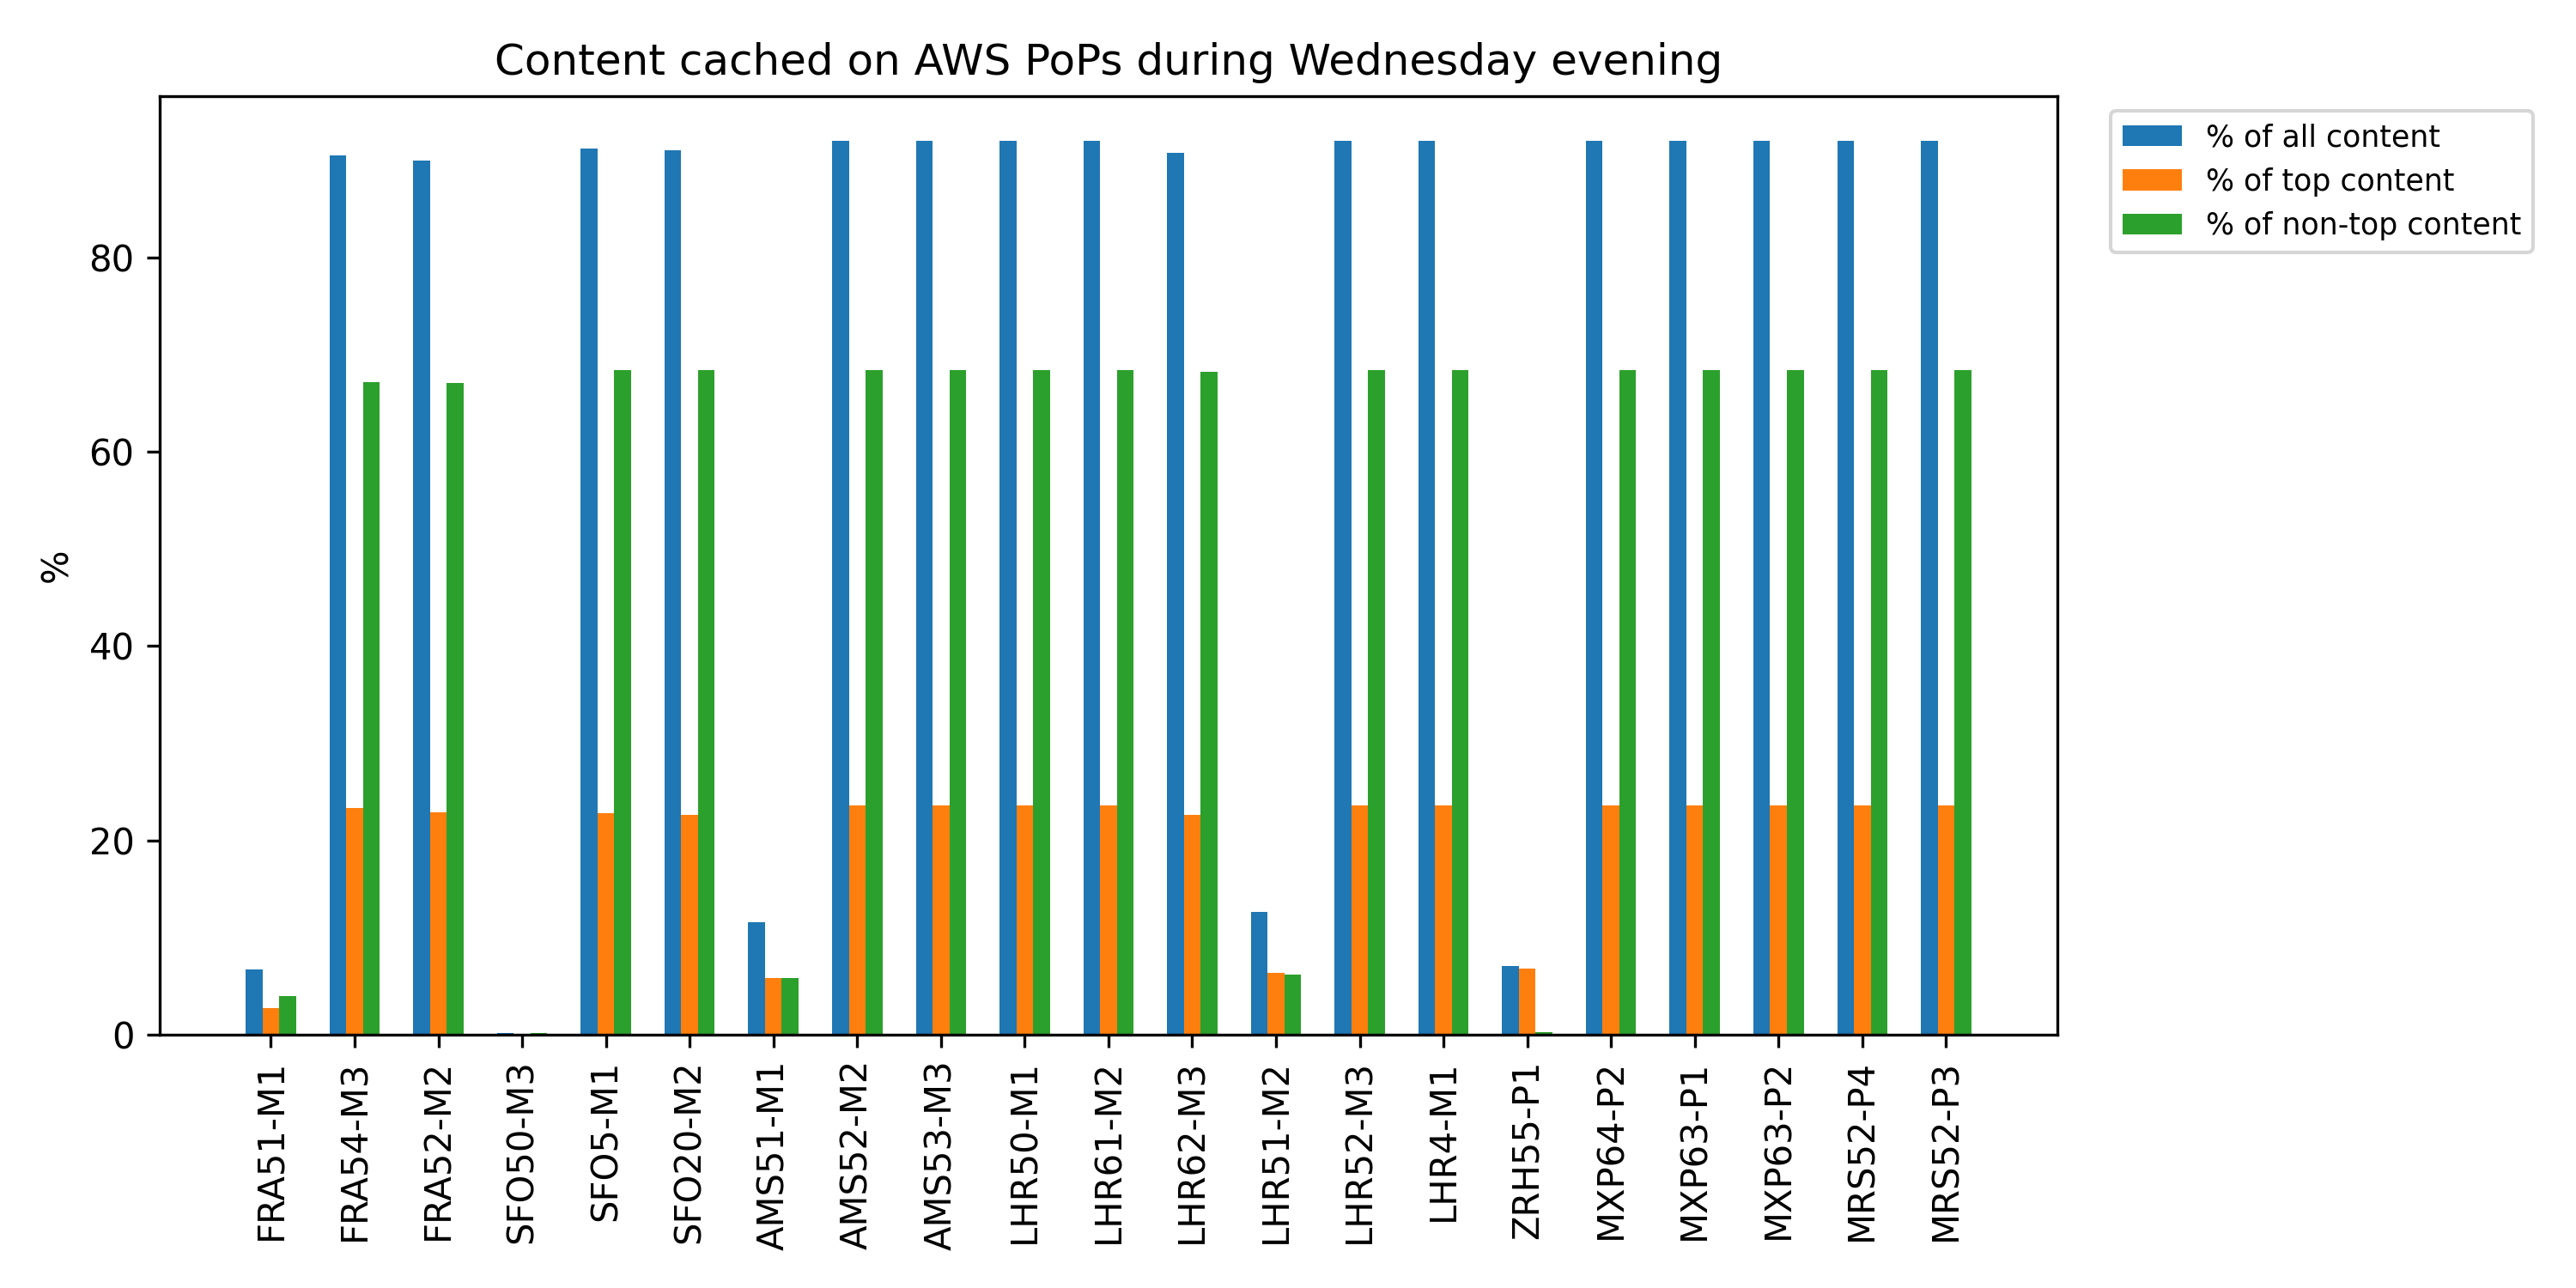 Content cached on AWS PoPs during Wednesday evening
% of all content
% of top content
% of non-top content
%
80
60
40
20
0
FRA51-M1
FRA54-M3
FRA52-M2
SFO50-M3
SFO5-M1
SFO20-M2
AMS51-M1
AMS52-M2
AMS53-M3
LHR50-M1
LHR61-M2
LHR62-M3
LHR51-M2
LHR52-M3
LHR4-M1
ZRH55-P1
MXP64-P2
MXP63-P1
MXP63-P2
MRS52-P4
MRS52-P3